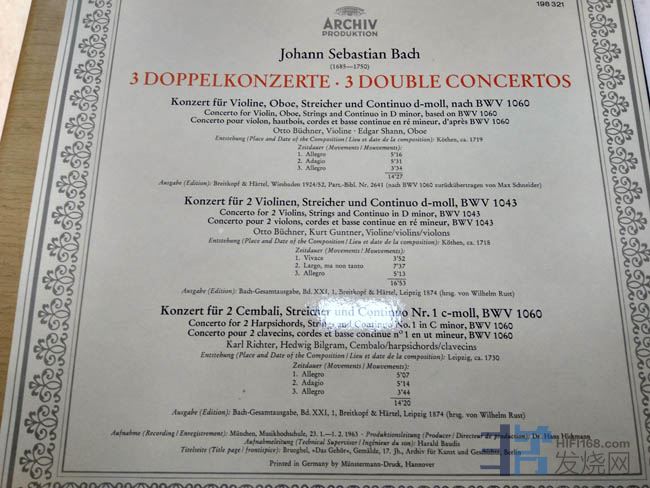 198 321
ARCHIV
PRODUKTION
Johann Sebastian Bach
(1685—1750)
3 DOPPELKONZERTE · 3 DOUBLE CONCERTOS
Konzert für Violine, Oboe, Streicher und Continuo d-moll, nach BWV 1060
Concerto for Violin, Oboe, Strings and Continuo in D minor, based on BWV 1060
Concerto pour violon, hautbois, cordes et basse continue en ré mineur, d'après BWV 1060
Otto Büchner, Violine · Edgar Shann, Oboe
Entstehung (Place and Date of the Composition / Lieu et date de la composition): Köthen, ca. 1719
Zeitdauer (Movements / Mouvements):
1. Allegro 5'16
2. Adagio 5'31
3. Allegro 3'34
14'27
Ausgabe (Edition): Breitkopf & Härtel, Wiesbaden 1924/52, Part.-Bibl. Nr. 2641 (nach BWV 1060 zurückübertragen von Max Schneider)
Konzert für 2 Violinen, Streicher und Continuo d-moll, BWV 1043
Concerto for 2 Violins, Strings and Continuo in D minor, BWV 1043
Concerto pour 2 violons, cordes et basse continue en ré mineur, BWV 1043
Otto Büchner, Kurt Guntner, Violine/violins/violons
Entstehung (Place and Date of the Composition / Lieu et date de la composition): Köthen, ca. 1718
Zeitdauer (Movements / Mouvements):
1. Vivace 3'52
2. Largo, ma non tanto 7'37
3. Allegro 5'13
16'53
Ausgabe (Edition): Bach-Gesamtausgabe, Bd. XXI, 1, Breitkopf & Härtel, Leipzig 1874 (hrsg. von Wilhelm Rust)
Konzert für 2 Cembali, Streicher und Continuo Nr. 1 c-moll, BWV 1060
Concerto for 2 Harpsichords, Strings and Continuo No. 1 in C minor, BWV 1060
Concerto pour 2 clavecins, cordes et basse continue n° 1 en ut mineur, BWV 1060
Karl Richter, Hedwig Bilgram, Cembalo/harpsichords/clavecins
Entstehung (Place and Date of the Composition / Lieu et date de la composition): Leipzig, ca. 1730
Zeitdauer (Movements / Mouvements):
1. Allegro 5'07
2. Adagio 5'14
3. Allegro 3'44
14'20
Ausgabe (Edition): Bach-Gesamtausgabe, Bd. XXI, 1, Breitkopf & Härtel, Leipzig 1874 (hrsg. von Wilhelm Rust)
Aufnahme (Recording / Enregistrement): München, Musikhochschule, 23. 1.—1. 2. 1963 · Produktionsleitung (Producer / Directeur de production): Dr. Hans Hickmann
Aufnahmeleitung (Technical Supervisor / Ingénieur du son): Harald Baudis
Titelseite (Title page / frontispice): Brueghel, „Das Gehör“, Gemälde, 17. Jh., Archiv für Kunst und Geschichte, Berlin
Printed in Germany by Münstermann-Druck, Hannover
HIFI168.com
发烧网